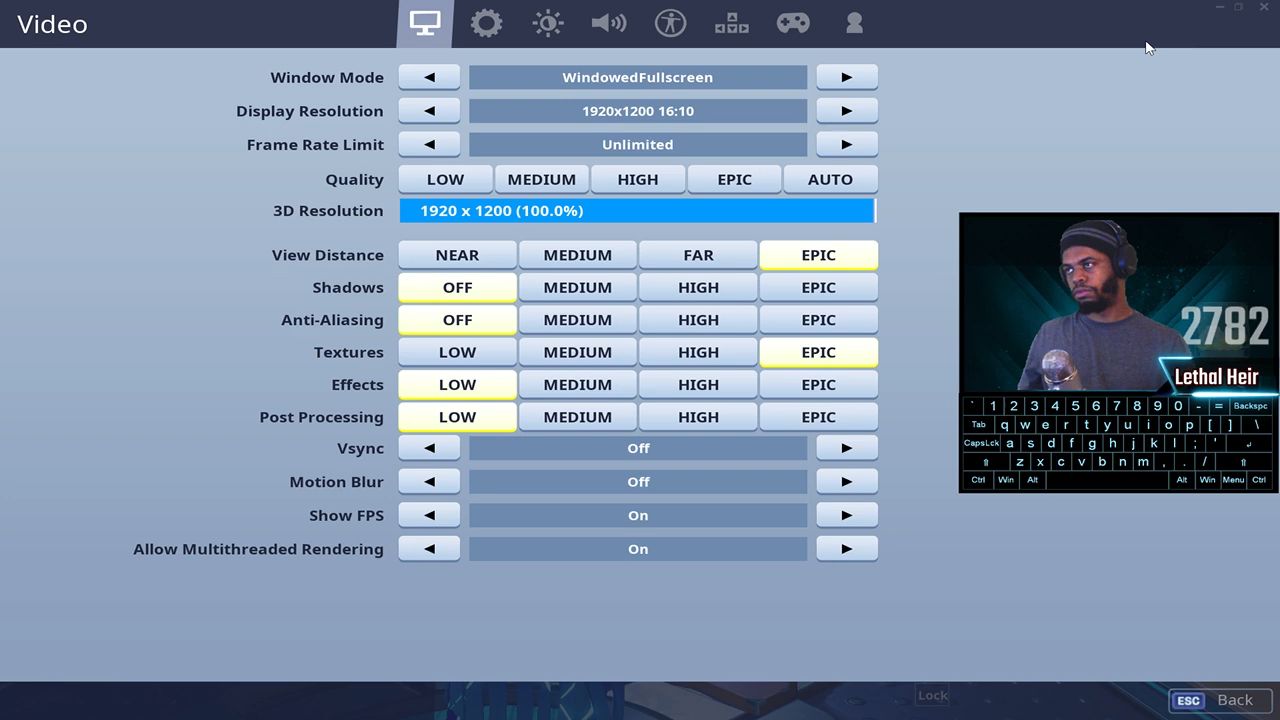 Video
Window Mode WindowedFullscreen
Display Resolution 1920x1200 16:10
Frame Rate Limit Unlimited
Quality LOW MEDIUM HIGH EPIC AUTO
3D Resolution 1920 x 1200 (100.0%)
View Distance NEAR MEDIUM FAR EPIC
Shadows OFF MEDIUM HIGH EPIC
Anti-Aliasing OFF MEDIUM HIGH EPIC
Textures LOW MEDIUM HIGH EPIC
Effects LOW MEDIUM HIGH EPIC
Post Processing LOW MEDIUM HIGH EPIC
Vsync Off
Motion Blur Off
Show FPS On
Allow Multithreaded Rendering On
2782
Lethal Heir
` 1 2 3 4 5 6 7 8 9 0 - = Backspc
Tab q w e r t y u i o p [ ] \
CapsLck a s d f g h j k l ; '
z x c v b n m , . /
Ctrl Win Alt Alt Win Menu Ctrl
Lock
ESC Back